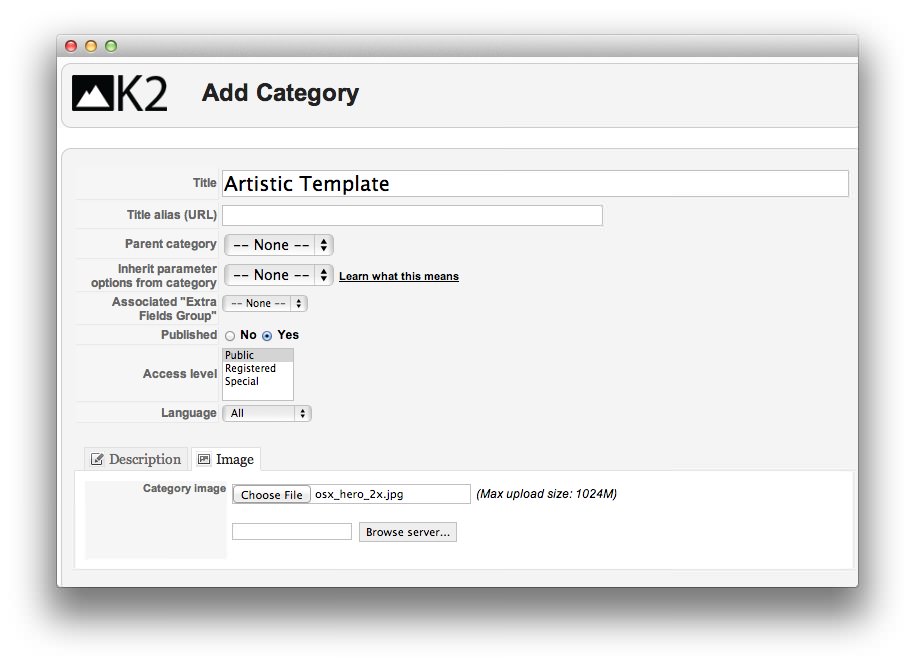 K2 Add Category
Title Artistic Template
Title alias (URL)
Parent category -- None --
Inherit parameter
options from category -- None -- Learn what this means
Associated "Extra
Fields Group" -- None --
Published No Yes
Access level Public
Registered
Special
Language All
Description Image
Category image Choose File osx_hero_2x.jpg (Max upload size: 1024M)
Browse server...